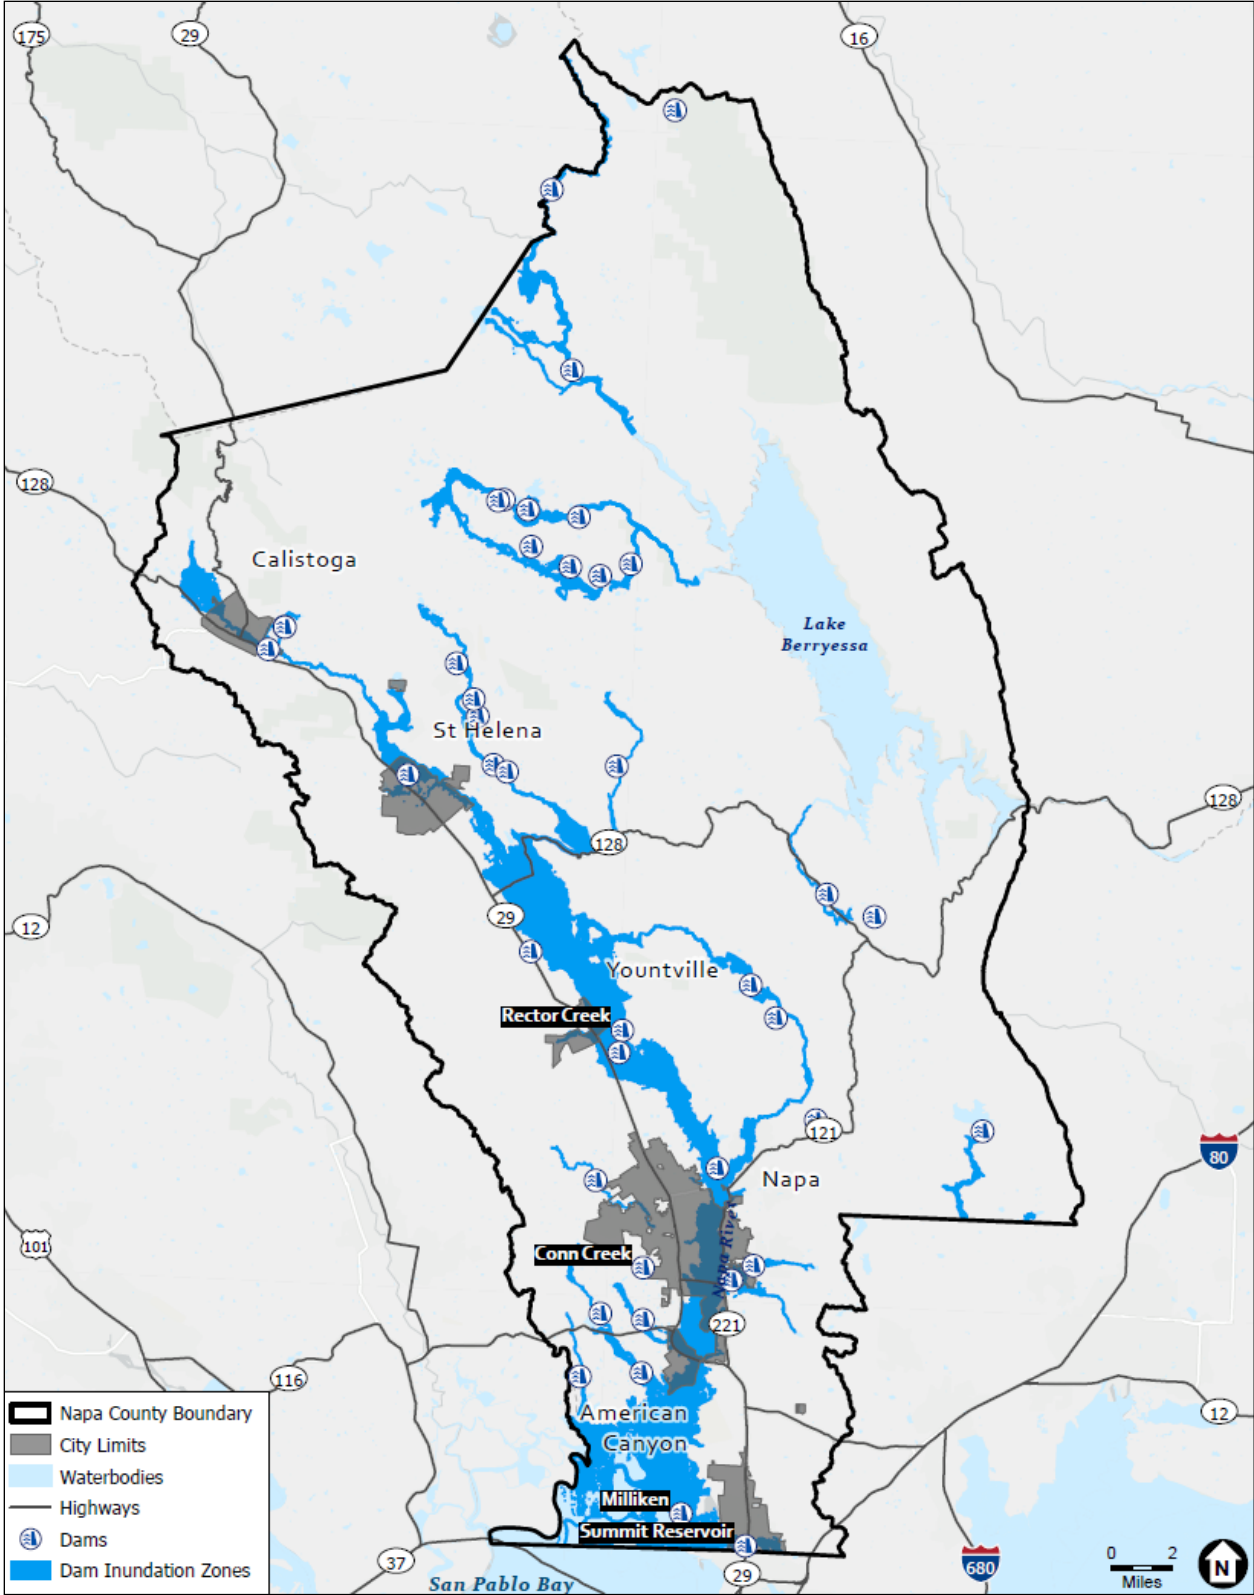 175
29
16
128
Calistoga
Lake
Berryessa
St Helena
128
128
12
29
Yountville
Rector Creek
121
80
Napa
Napa River
101
Conn Creek
221
116
12
American
Canyon
Milliken
Summit Reservoir
37
680
29
San Pablo Bay
Napa County Boundary
City Limits
Waterbodies
Highways
Dams
Dam Inundation Zones
0 2
Miles
N